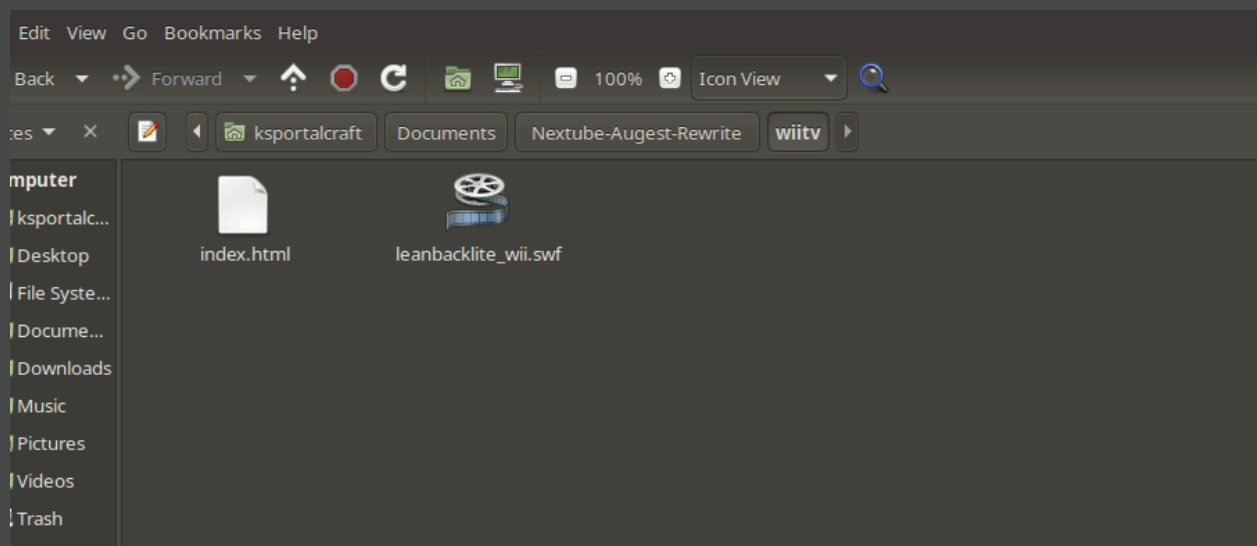 Edit View Go Bookmarks Help
Back Forward 100% Icon View
ksportalcraft Documents Nextube-Augest-Rewrite wiitv
ksportalc...
Desktop
File Syste...
Docume...
Downloads
Music
Pictures
Videos
Trash
index.html leanbacklite_wii.swf